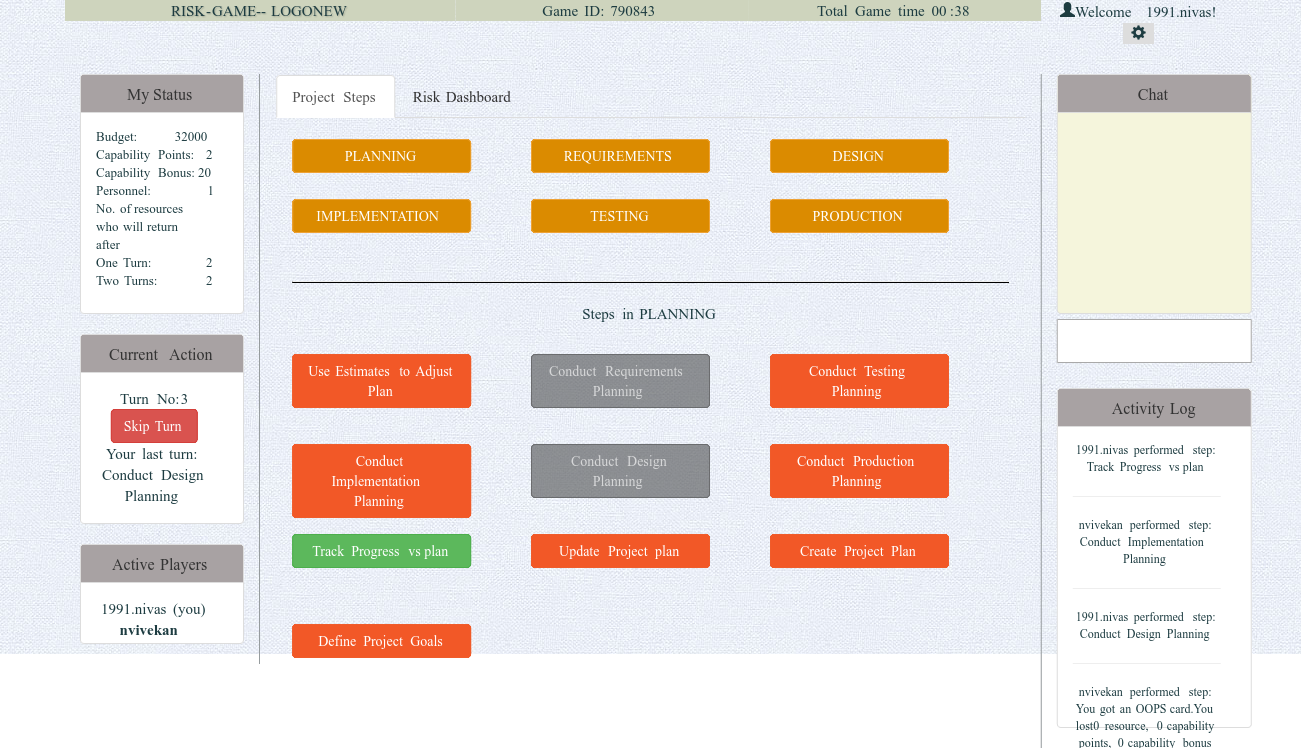 RISK-GAME-- LOGONEW
Game ID: 790843
Total Game time 00 :38
Welcome 1991.nivas!
My Status
Budget: 32000
Capability Points: 2
Capability Bonus: 20
Personnel: 1
No. of resources
who will return
after
One Turn: 2
Two Turns: 2
Current Action
Turn No:3
Skip Turn
Your last turn:
Conduct Design
Planning
Active Players
1991.nivas (you)
nvivekan
Project Steps
Risk Dashboard
PLANNING
REQUIREMENTS
DESIGN
IMPLEMENTATION
TESTING
PRODUCTION
Steps in PLANNING
Use Estimates to Adjust
Plan
Conduct Requirements
Planning
Conduct Testing
Planning
Conduct
Implementation
Planning
Conduct Design
Planning
Conduct Production
Planning
Track Progress vs plan
Update Project plan
Create Project Plan
Define Project Goals
Chat
Activity Log
1991.nivas performed step:
Track Progress vs plan
nvivekan performed step:
Conduct Implementation
Planning
1991.nivas performed step:
Conduct Design Planning
nvivekan performed step:
You got an OOPS card.You
lost0 resource, 0 capability
points, 0 capability bonus